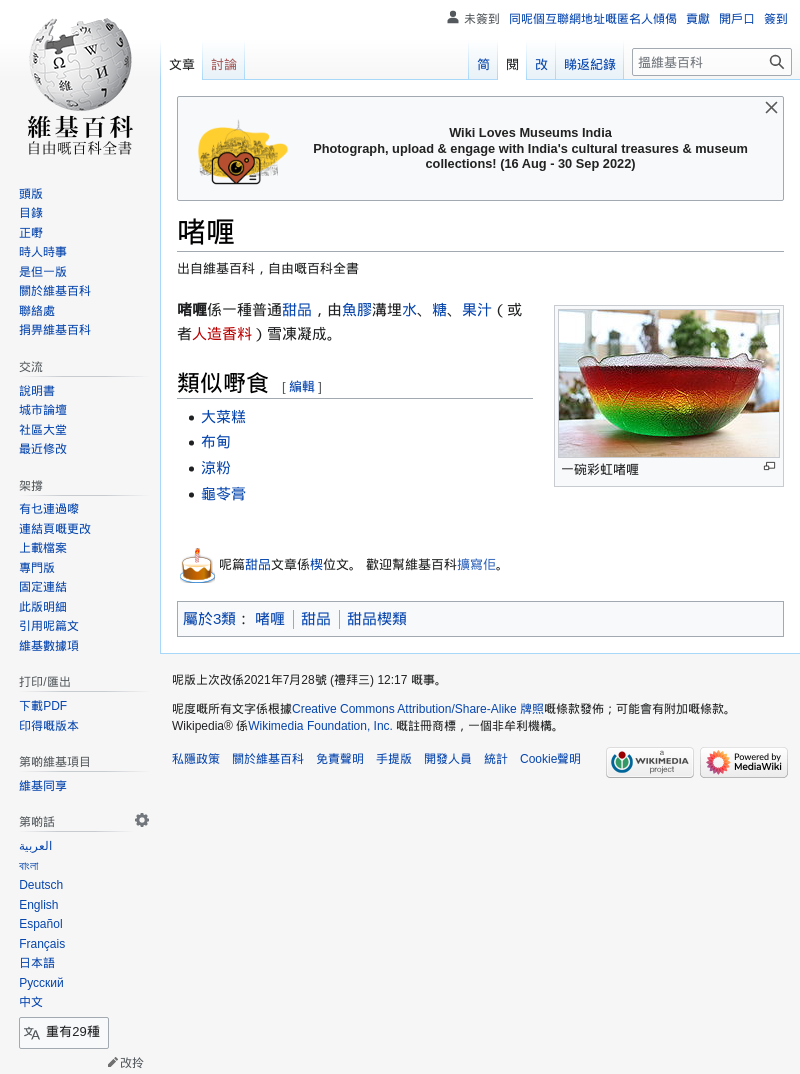 未簽到 同呢個互聯網地址嘅匿名人傾偈 貢獻 開戶口 簽到
文章 討論 简 閱 改 睇返紀錄 搵維基百科
維基百科
自由嘅百科全書
Wiki Loves Museums India
Photograph, upload & engage with India's cultural treasures & museum
collections! (16 Aug - 30 Sep 2022)
啫喱
出自維基百科，自由嘅百科全書
啫喱係一種普通甜品，由魚膠溝埋水、糖、果汁（或
者人造香料）雪凍凝成。
一碗彩虹啫喱
類似嘢食 [ 編輯 ]
大菜糕
布甸
涼粉
龜苓膏
呢篇甜品文章係楔位文。 歡迎幫維基百科擴寫佢。
屬於3類： 啫喱 甜品 甜品楔類
頭版
目錄
正嘢
時人時事
是但一版
關於維基百科
聯絡處
捐畀維基百科
交流
說明書
城市論壇
社區大堂
最近修改
架撐
有乜連過嚟
連結頁嘅更改
上載檔案
專門版
固定連結
此版明細
引用呢篇文
維基數據項
打印/匯出
下載PDF
印得嘅版本
第啲維基項目
維基同享
第啲話
العربية
বাংলা
Deutsch
English
Español
Français
日本語
Русский
中文
重有29種
改拎
呢版上次改係2021年7月28號 (禮拜三) 12:17 嘅事。
呢度嘅所有文字係根據Creative Commons Attribution/Share-Alike 牌照嘅條款發佈；可能會有附加嘅條款。
Wikipedia® 係Wikimedia Foundation, Inc. 嘅註冊商標，一個非牟利機構。
私隱政策 關於維基百科 免責聲明 手提版 開發人員 統計 Cookie聲明
a
WIKIMEDIA
project
Powered by
MediaWiki